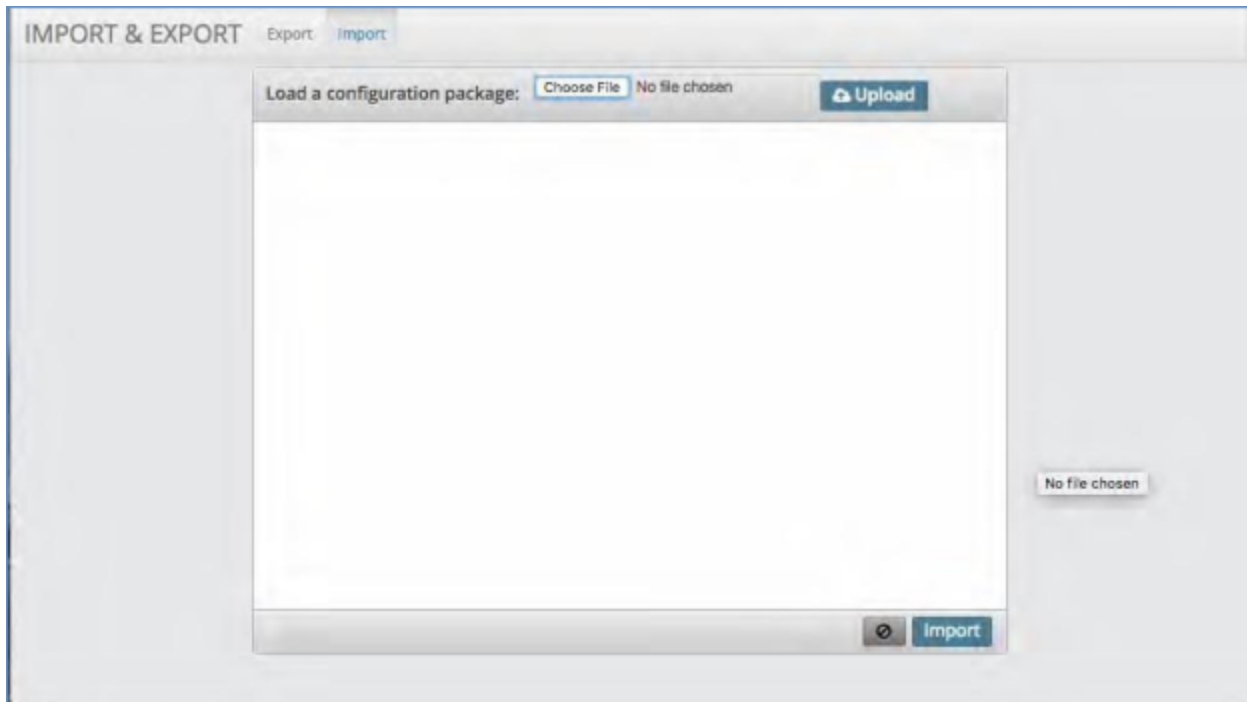 IMPORT & EXPORT Export Import
Load a configuration package: Choose File No file chosen Upload
No file chosen
Import